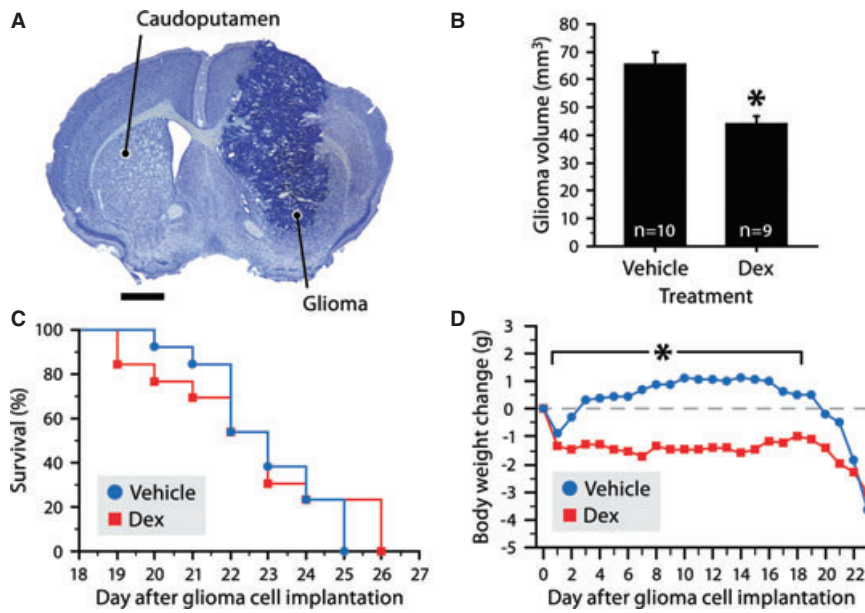 A
Caudoputamen
Glioma
B
Glioma volume (mm³)
80
70
60
50
40
30
20
10
0
n=10
n=9
*
Vehicle
Dex
Treatment
C
Survival (%)
100
80
60
40
20
0
Vehicle
Dex
18 19 20 21 22 23 24 25 26 27
Day after glioma cell implantation
D
Body weight change (g)
3
2
1
0
-1
-2
-3
-4
-5
*
Vehicle
Dex
0 2 4 6 8 10 12 14 16 18 20 22
Day after glioma cell implantation